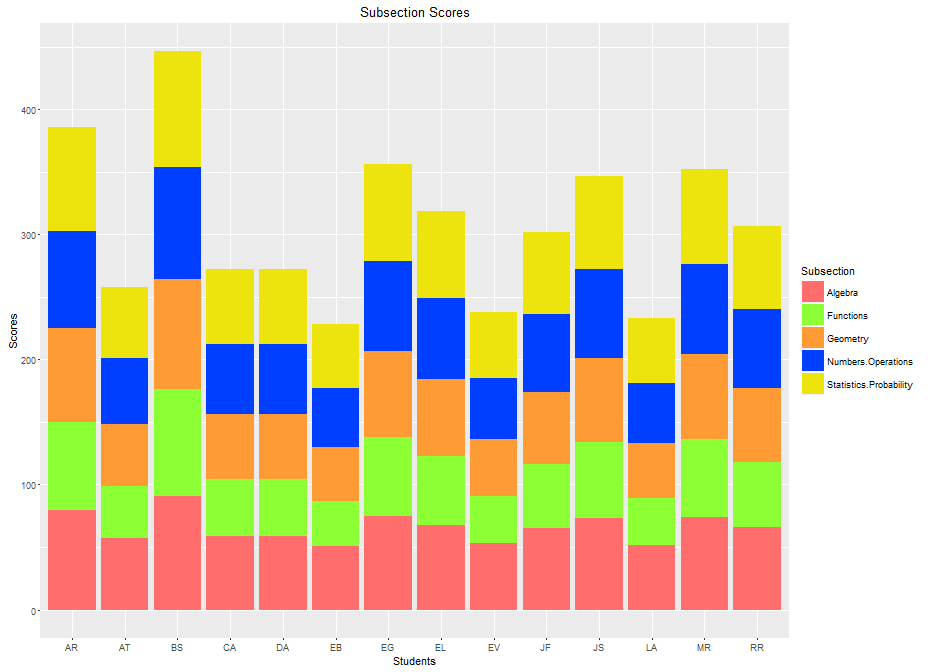 Subsection Scores
400
300
200
100
0
Scores
AR AT BS CA DA EB EG EL EV JF JS LA MR RR
Students
Subsection
Algebra
Functions
Geometry
Numbers.Operations
Statistics.Probability